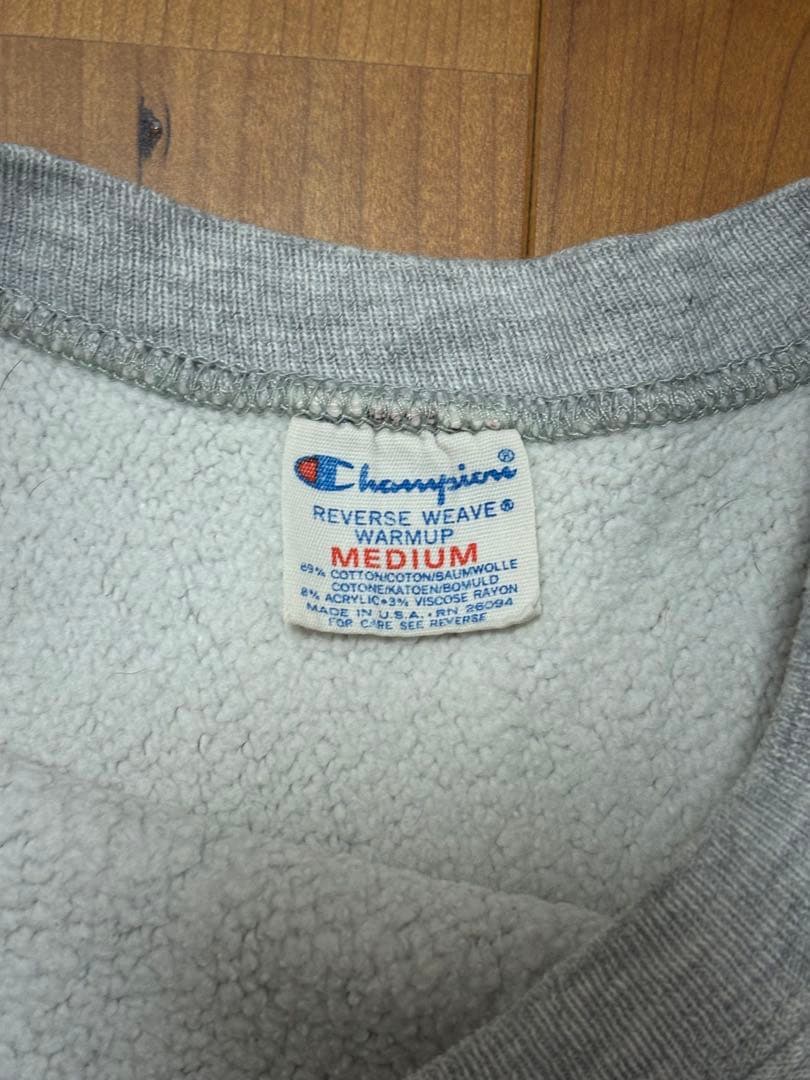 Champion®
REVERSE WEAVE®
WARMUP
MEDIUM
89% COTTON/COTON/BAUMWOLLE
COTONE/KATOEN/BOMULD
8% ACRYLIC•3% VISCOSE RAYON
MADE IN U.S.A. • RN 26094
FOR CARE SEE REVERSE